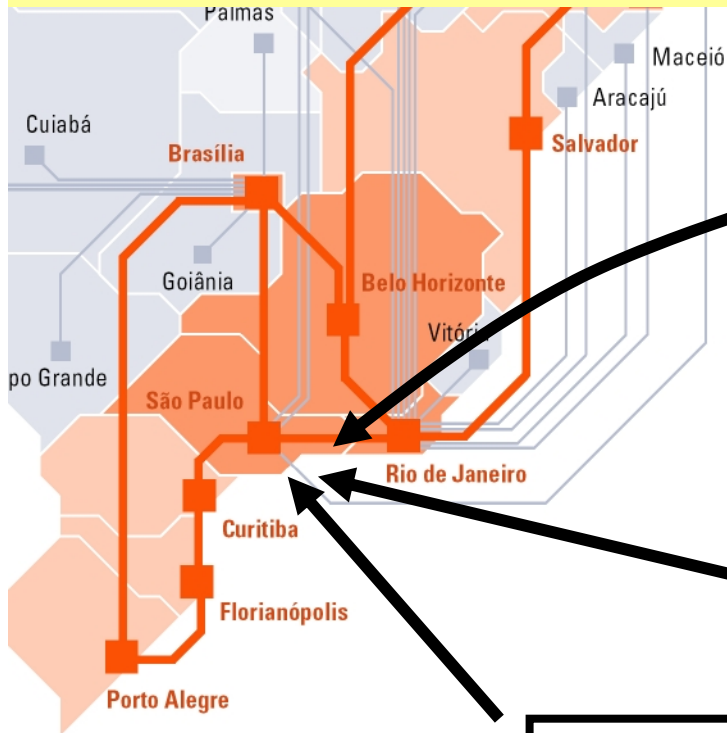 Palmas
Maceió
Aracajú
Cuiabá
Salvador
Brasília
Goiânia
Belo Horizonte
Vitória
po Grande
São Paulo
Rio de Janeiro
Curitiba
Florianópolis
Porto Alegre